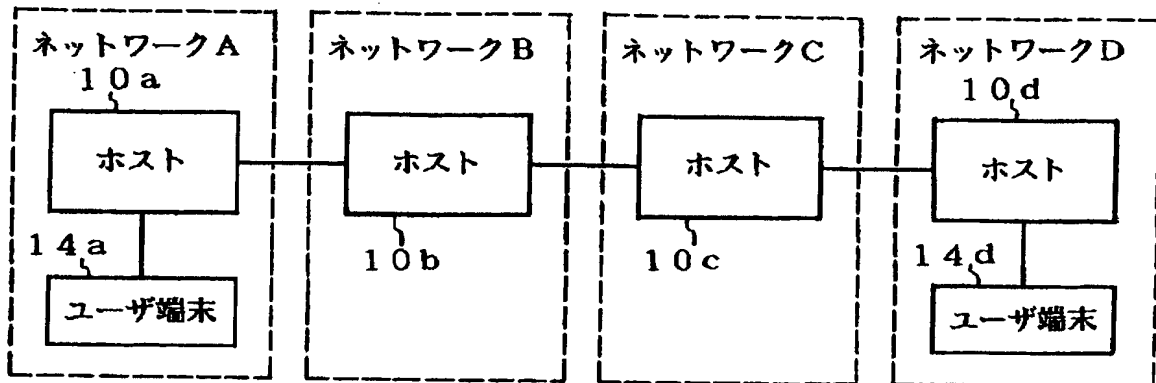 ネットワークA
10a
ホスト
14a
ユーザ端末
ネットワークB
ホスト
10b
ネットワークC
ホスト
10c
ネットワークD
10d
ホスト
14d
ユーザ端末